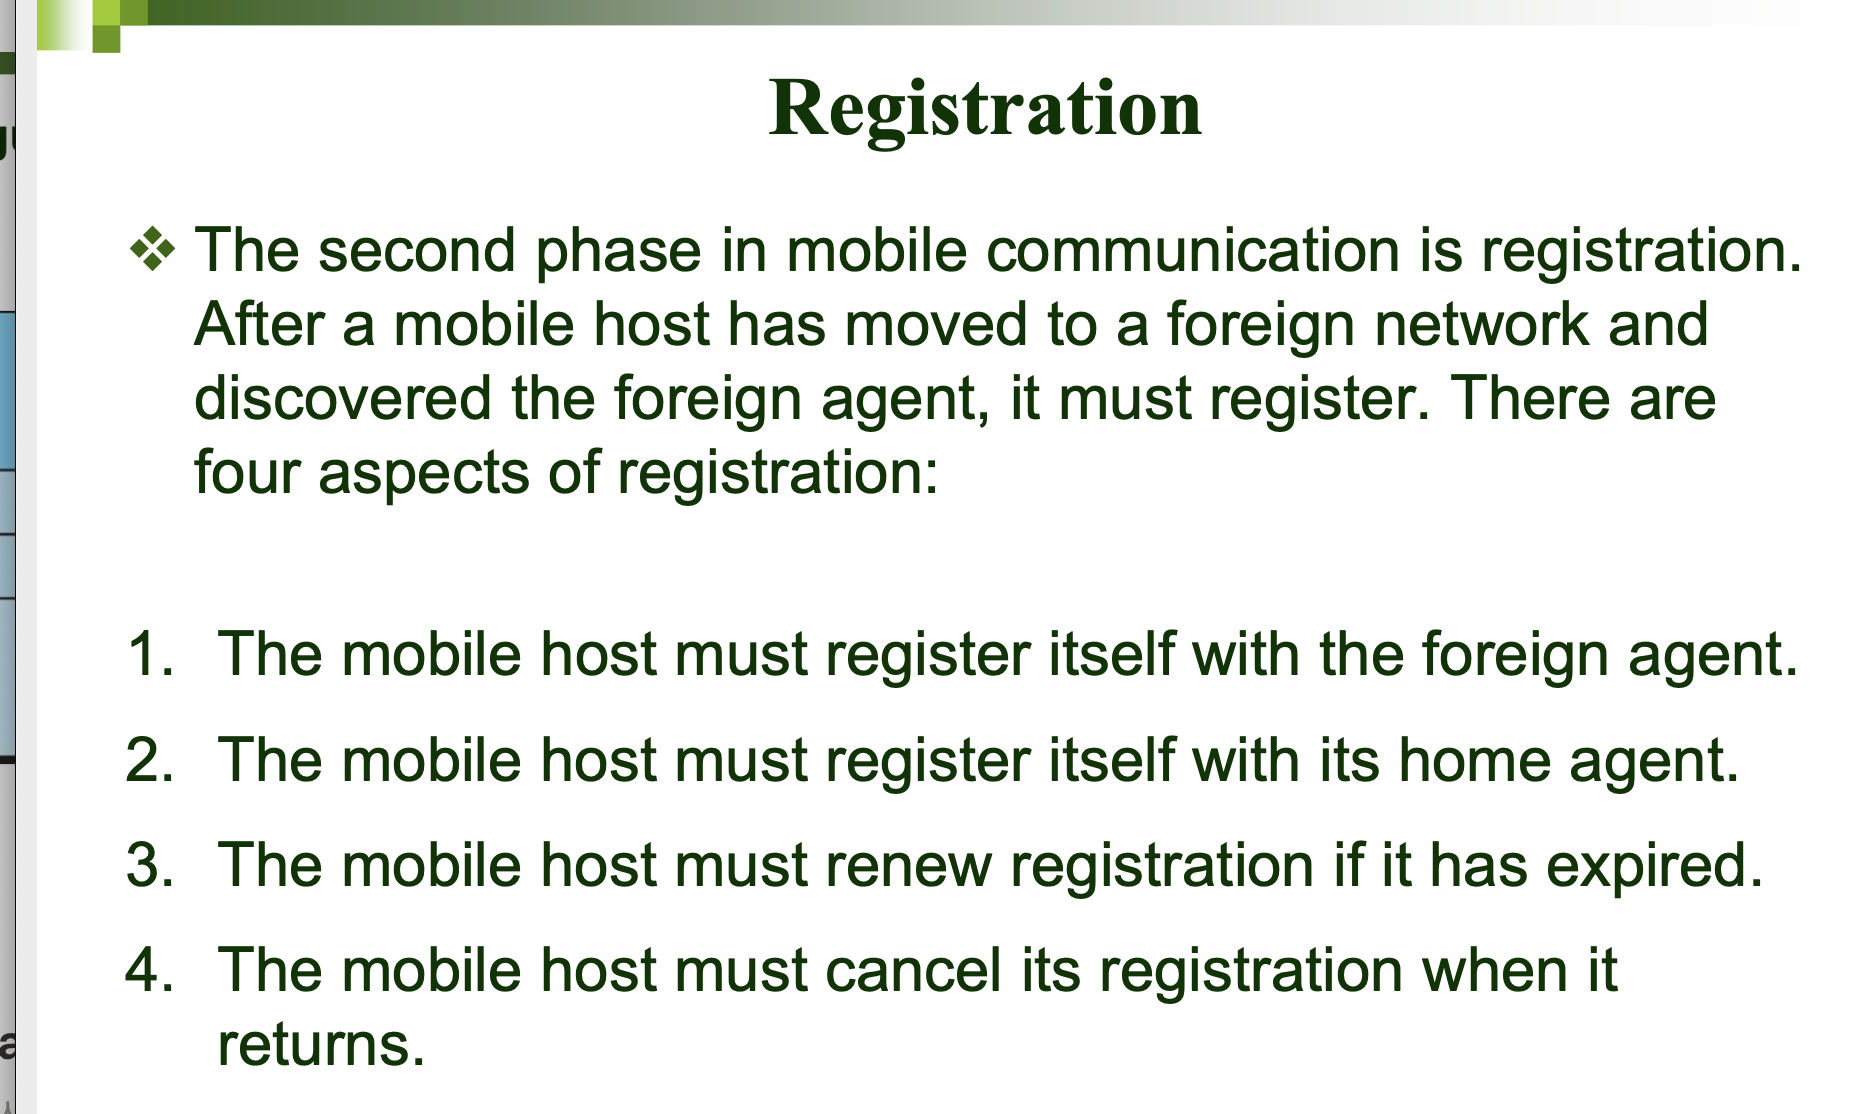 Registration
The second phase in mobile communication is registration.
After a mobile host has moved to a foreign network and
discovered the foreign agent, it must register. There are
four aspects of registration:
1. The mobile host must register itself with the foreign agent.
2. The mobile host must register itself with its home agent.
3. The mobile host must renew registration if it has expired.
4. The mobile host must cancel its registration when it
returns.